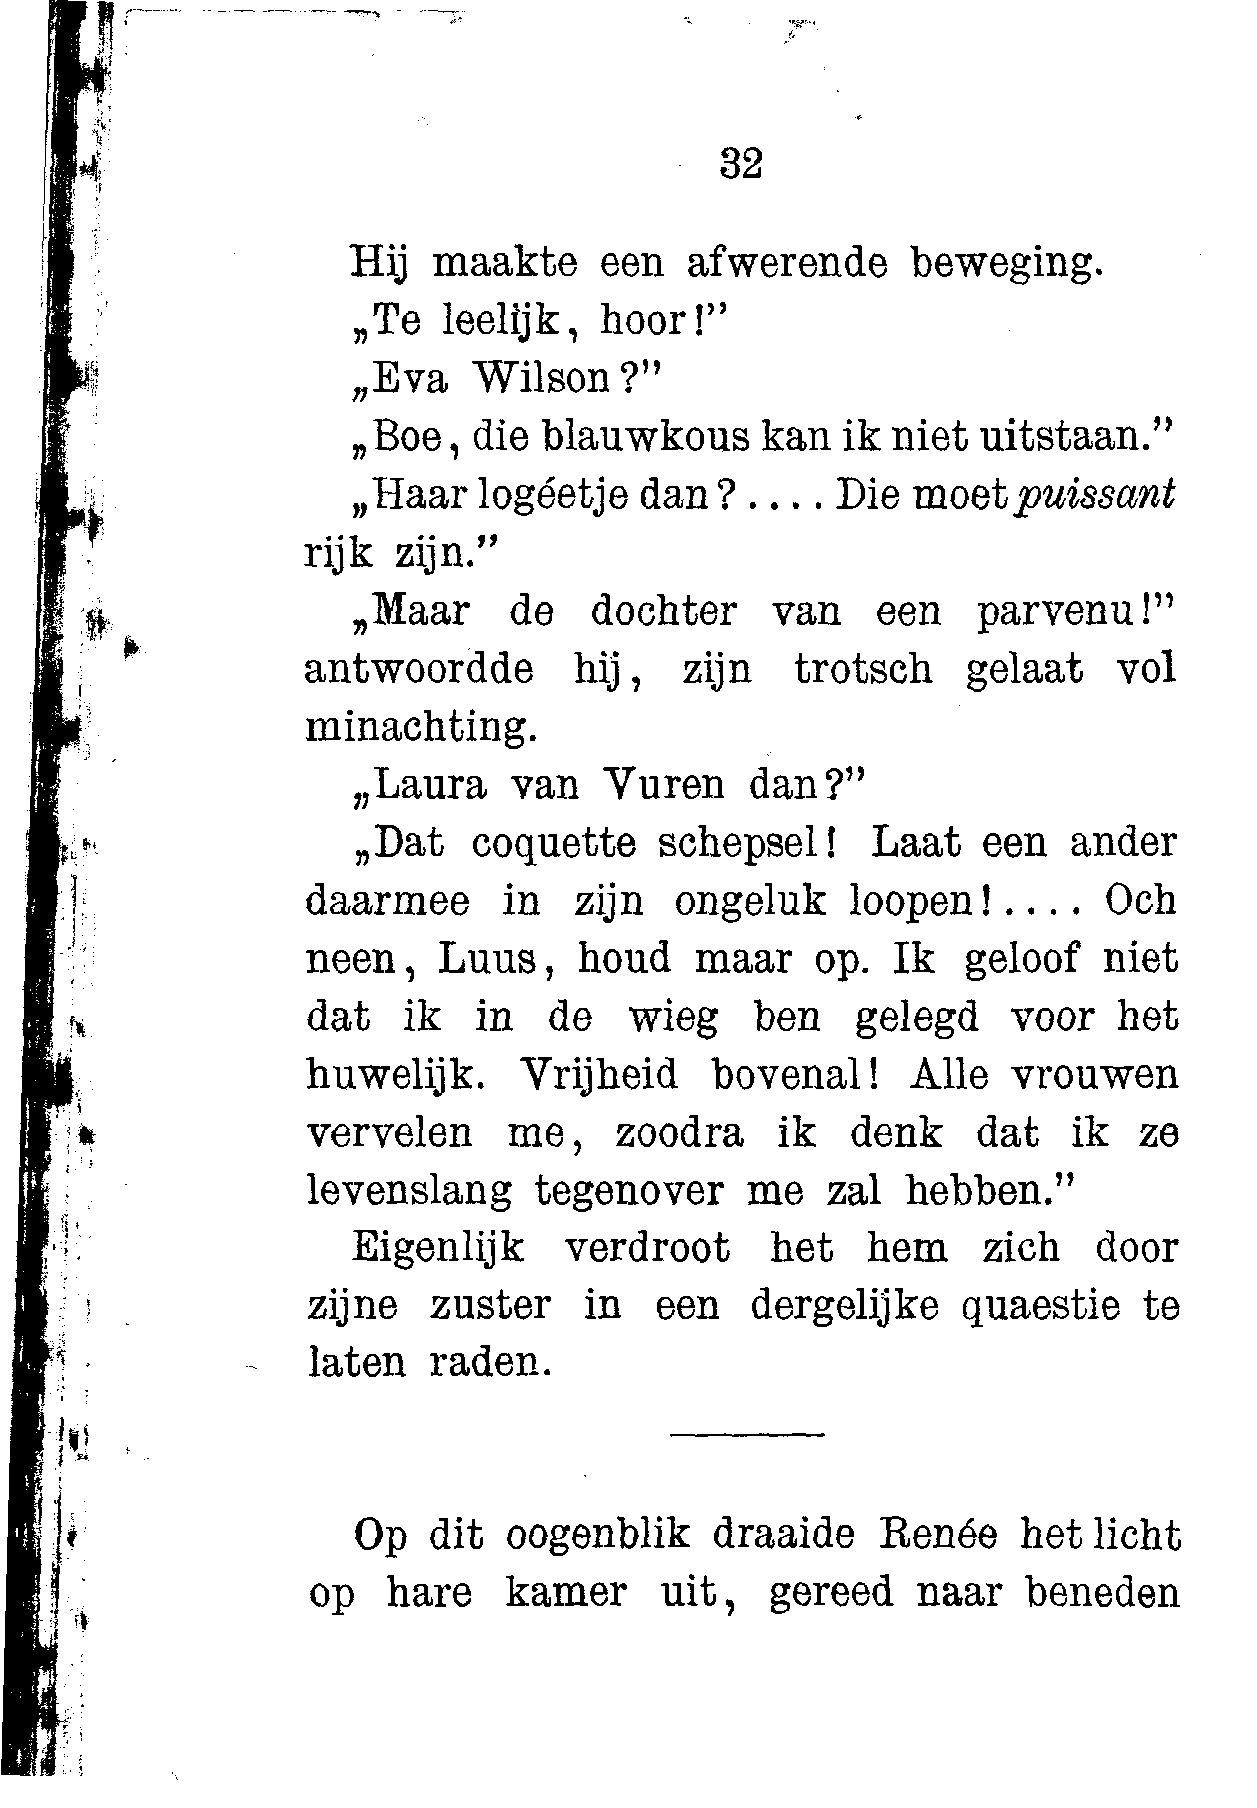 32
Hij maakte een afwerende beweging.
„Te leelijk, hoor!”
„Eva Wilson?”
„Boe, die blauwkous kan ik niet uitstaan.”
„Haar logéetje dan?.... Die moet puissant
rijk zijn.”
„Maar de dochter van een parvenu!”
antwoordde hij, zijn trotsch gelaat vol
minachting.
„Laura van Vuren dan?”
„Dat coquette schepsel! Laat een ander
daarmee in zijn ongeluk loopen!.... Och
neen, Luus, houd maar op. Ik geloof niet
dat ik in de wieg ben gelegd voor het
huwelijk. Vrijheid bovenal! Alle vrouwen
vervelen me, zoodra ik denk dat ik ze
levenslang tegenover me zal hebben.”
Eigenlijk verdroot het hem zich door
zijne zuster in een dergelijke quaestie te
laten raden.
Op dit oogenblik draaide Renée het licht
op hare kamer uit, gereed naar beneden